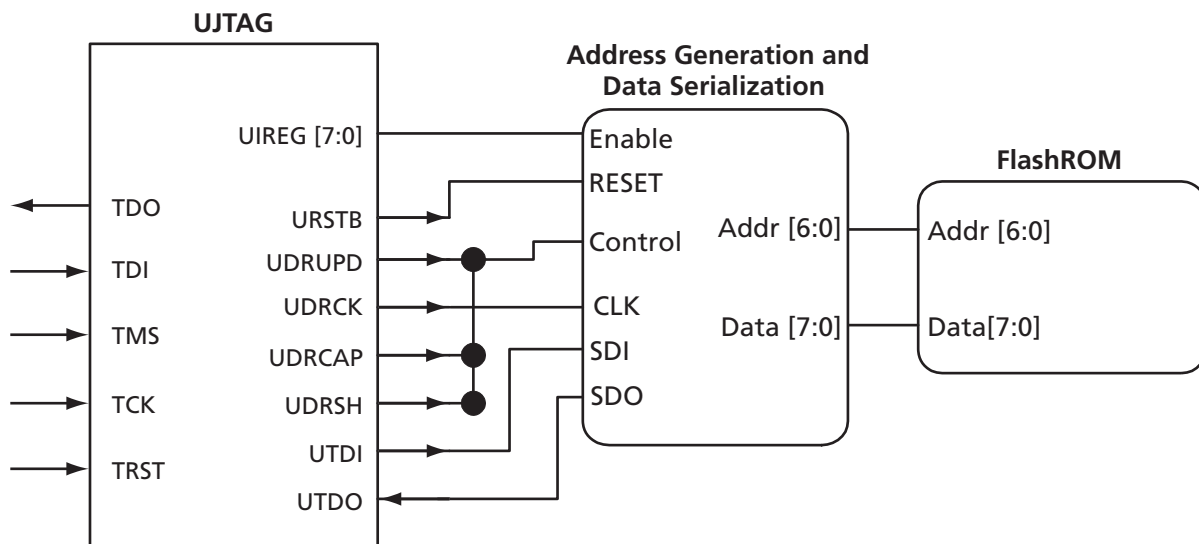 UJTAG
TDO
TDI
TMS
TCK
TRST
UIREG [7:0]
URSTB
UDRUPD
UDRCK
UDRCAP
UDRSH
UTDI
UTDO
Address Generation and
Data Serialization
Enable
RESET
Control
CLK
SDI
SDO
Addr [6:0]
Data [7:0]
FlashROM
Addr [6:0]
Data[7:0]